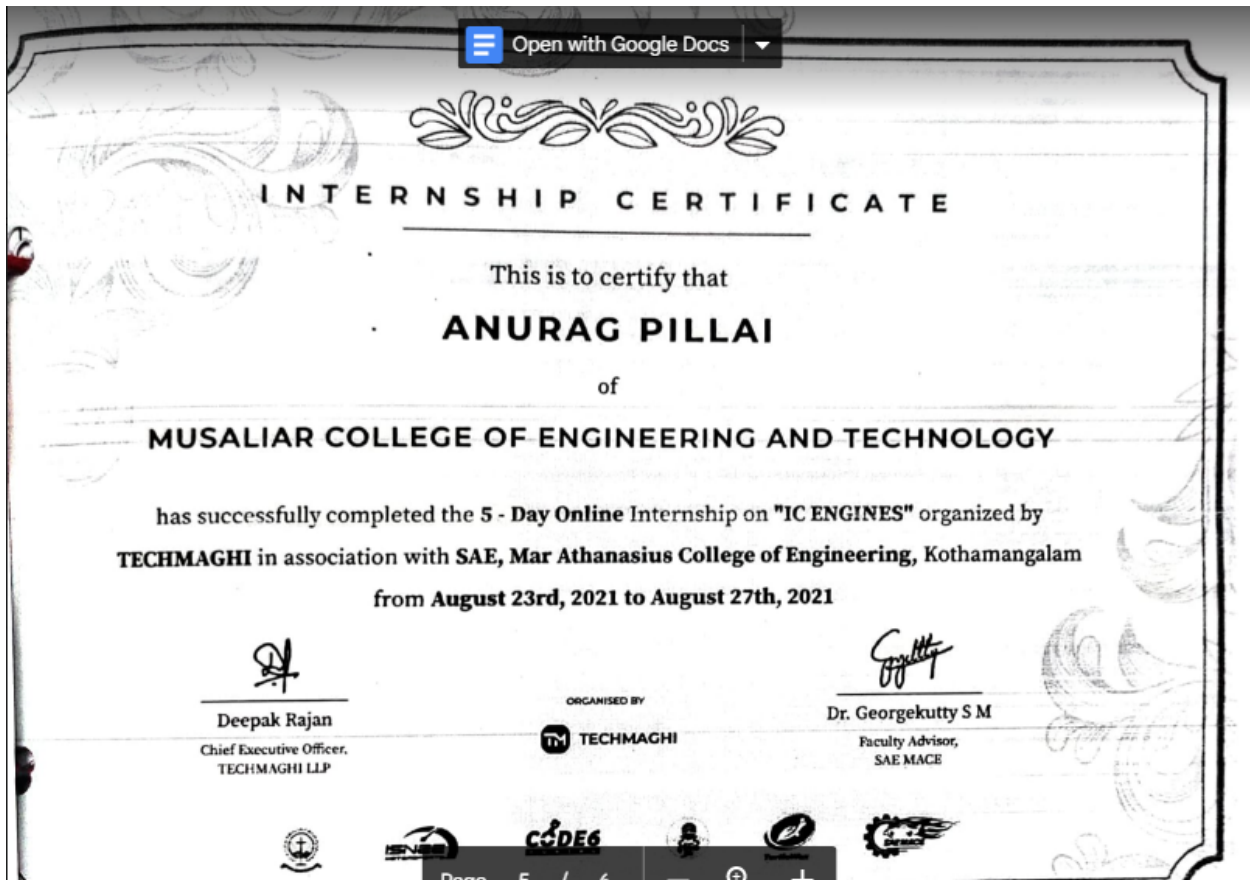 Open with Google Docs
INTERNSHIP CERTIFICATE
This is to certify that
ANURAG PILLAI
of
MUSALIAR COLLEGE OF ENGINEERING AND TECHNOLOGY
has successfully completed the 5 - Day Online Internship on "IC ENGINES" organized by
TECHMAGHI in association with SAE, Mar Athanasius College of Engineering, Kothamangalam
from August 23rd, 2021 to August 27th, 2021
Deepak Rajan
Chief Executive Officer,
TECHMAGHI LLP
ORGANISED BY
TM TECHMAGHI
Dr. Georgekutty S M
Faculty Advisor,
SAE MACE
CODE6
SAE MACE
Page 5 / 6